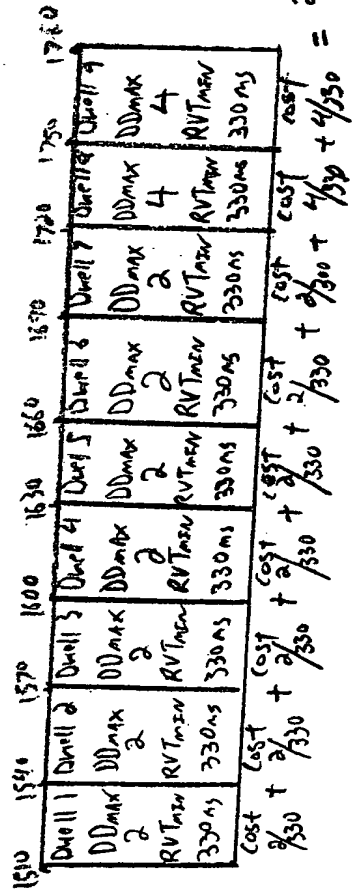 1510 1540 1570 1600 1630 1660 1690 1720 1750 1780
Dwell 1 Dwell 2 Dwell 3 Dwell 4 Dwell 5 Dwell 6 Dwell 7 Dwell 8 Dwell 9
DDMAX DDMAX DDMAX DDMAX DDMAX DDMAX DDMAX DDMAX DDMAX
2 2 2 2 2 2 2 4 4
RVTMIN RVTMIN RVTMIN RVTMIN RVTMIN RVTMIN RVTMIN RVTMIN RVTMIN
330ms 330ms 330ms 330ms 330ms 330ms 330ms 330ms 330ms
Cost Cost Cost Cost Cost Cost Cost Cost Cost
2/330 + 2/330 + 2/330 + 2/330 + 2/330 + 2/330 + 2/300 + 4/330 + 4/330 =